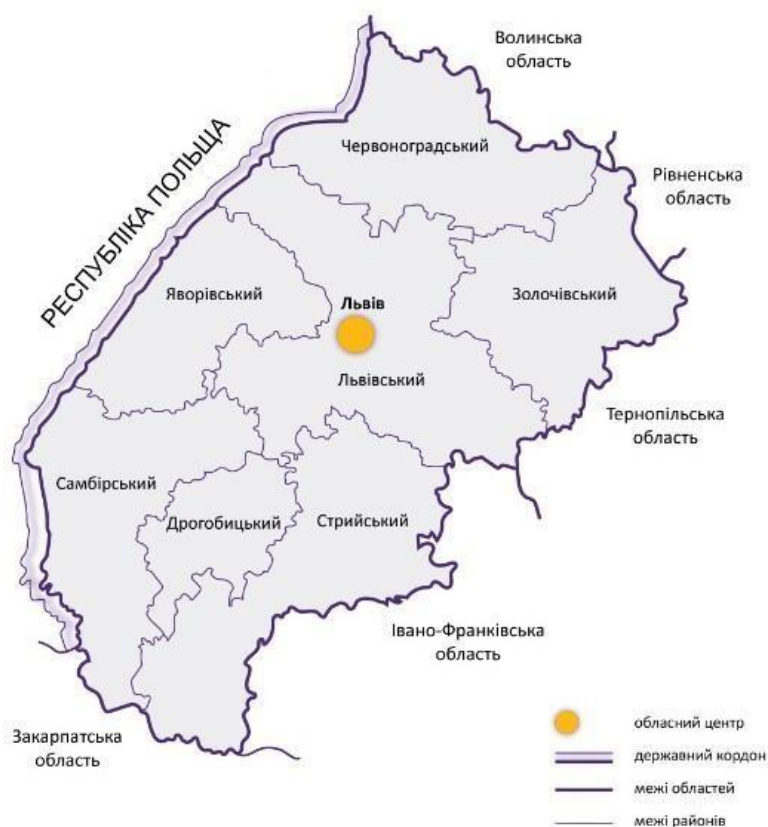 Волинська
область
Червоноградський
Рівненська
область
РЕСПУБЛІКА ПОЛЬЩА
Яворівський
Львів
Золочівський
Львівський
Тернопільська
область
Самбірський
Дрогобицький
Стрийський
Івано-Франківська
область
Закарпатська
область
обласний центр
державний кордон
межі областей
межі районів